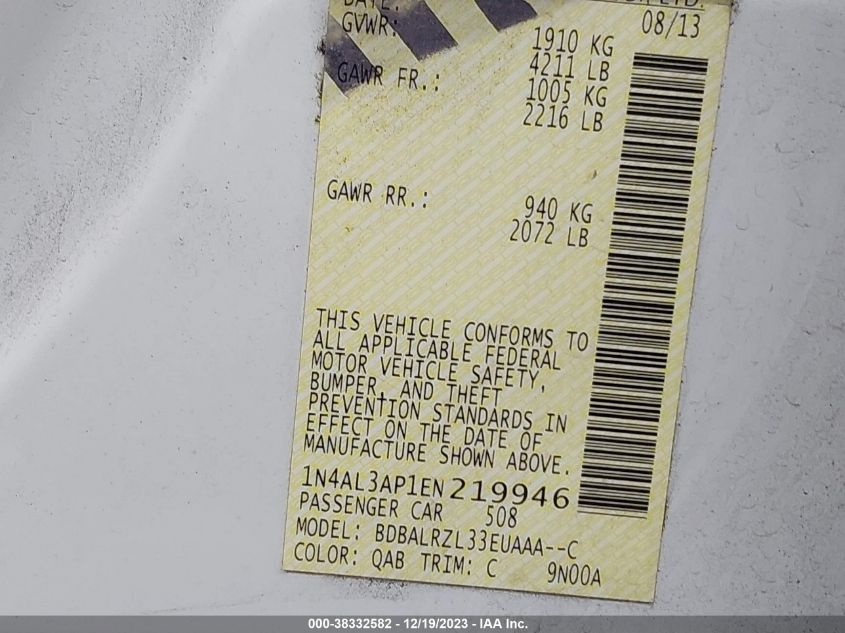 DATE: 08/13
GVWR: 1910 KG
4211 LB
GAWR FR.: 1005 KG
2216 LB
GAWR RR.: 940 KG
2072 LB
THIS VEHICLE CONFORMS TO
ALL APPLICABLE FEDERAL
MOTOR VEHICLE SAFETY,
BUMPER, AND THEFT
PREVENTION STANDARDS IN
EFFECT ON THE DATE OF
MANUFACTURE SHOWN ABOVE.
1N4AL3AP1EN219946
PASSENGER CAR 508
MODEL: BDBALRZL33EUAAA--C
COLOR: QAB TRIM: C 9N00A
000-38332582 - 12/19/2023 - IAA Inc.